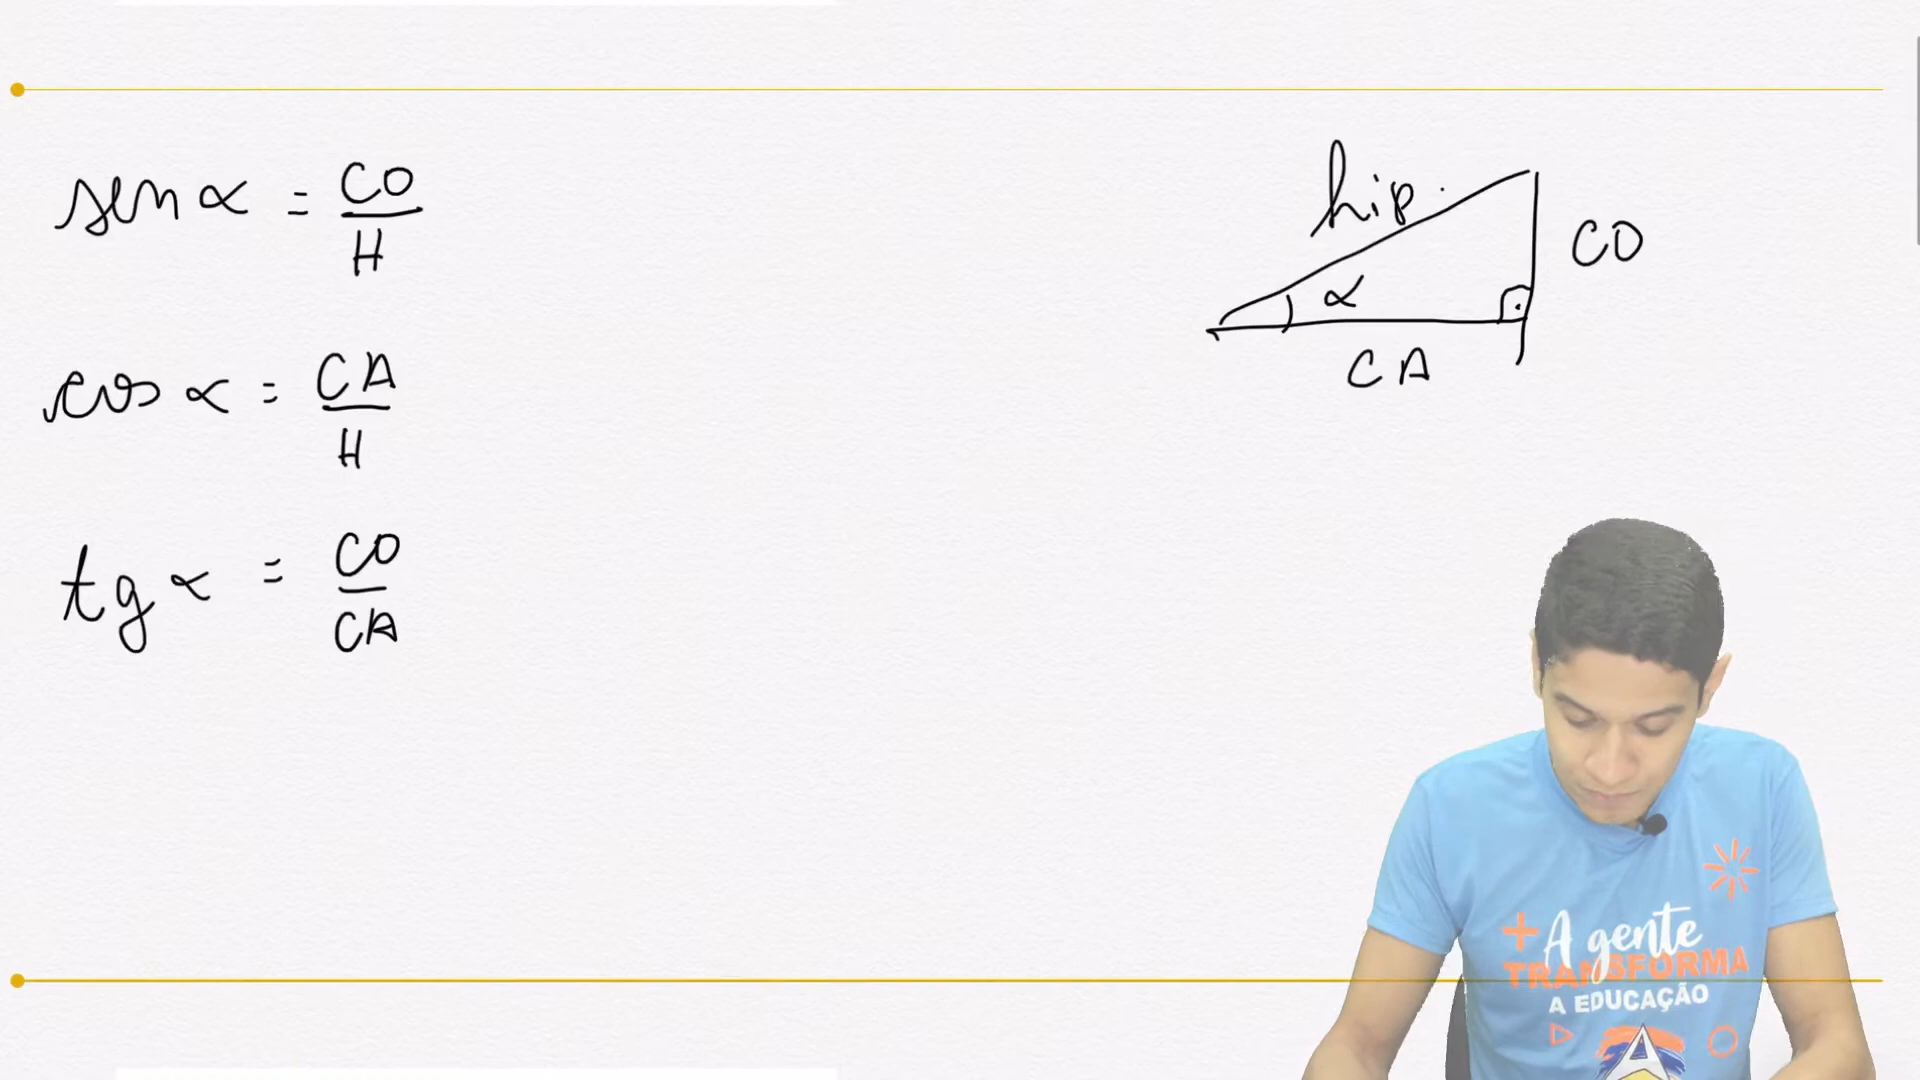 sen α = CO
H
cos α = CA
H
tg α = CO
CA
hip.
CO
α
CA
+ A gente
TRANSFORMA
A EDUCAÇÃO